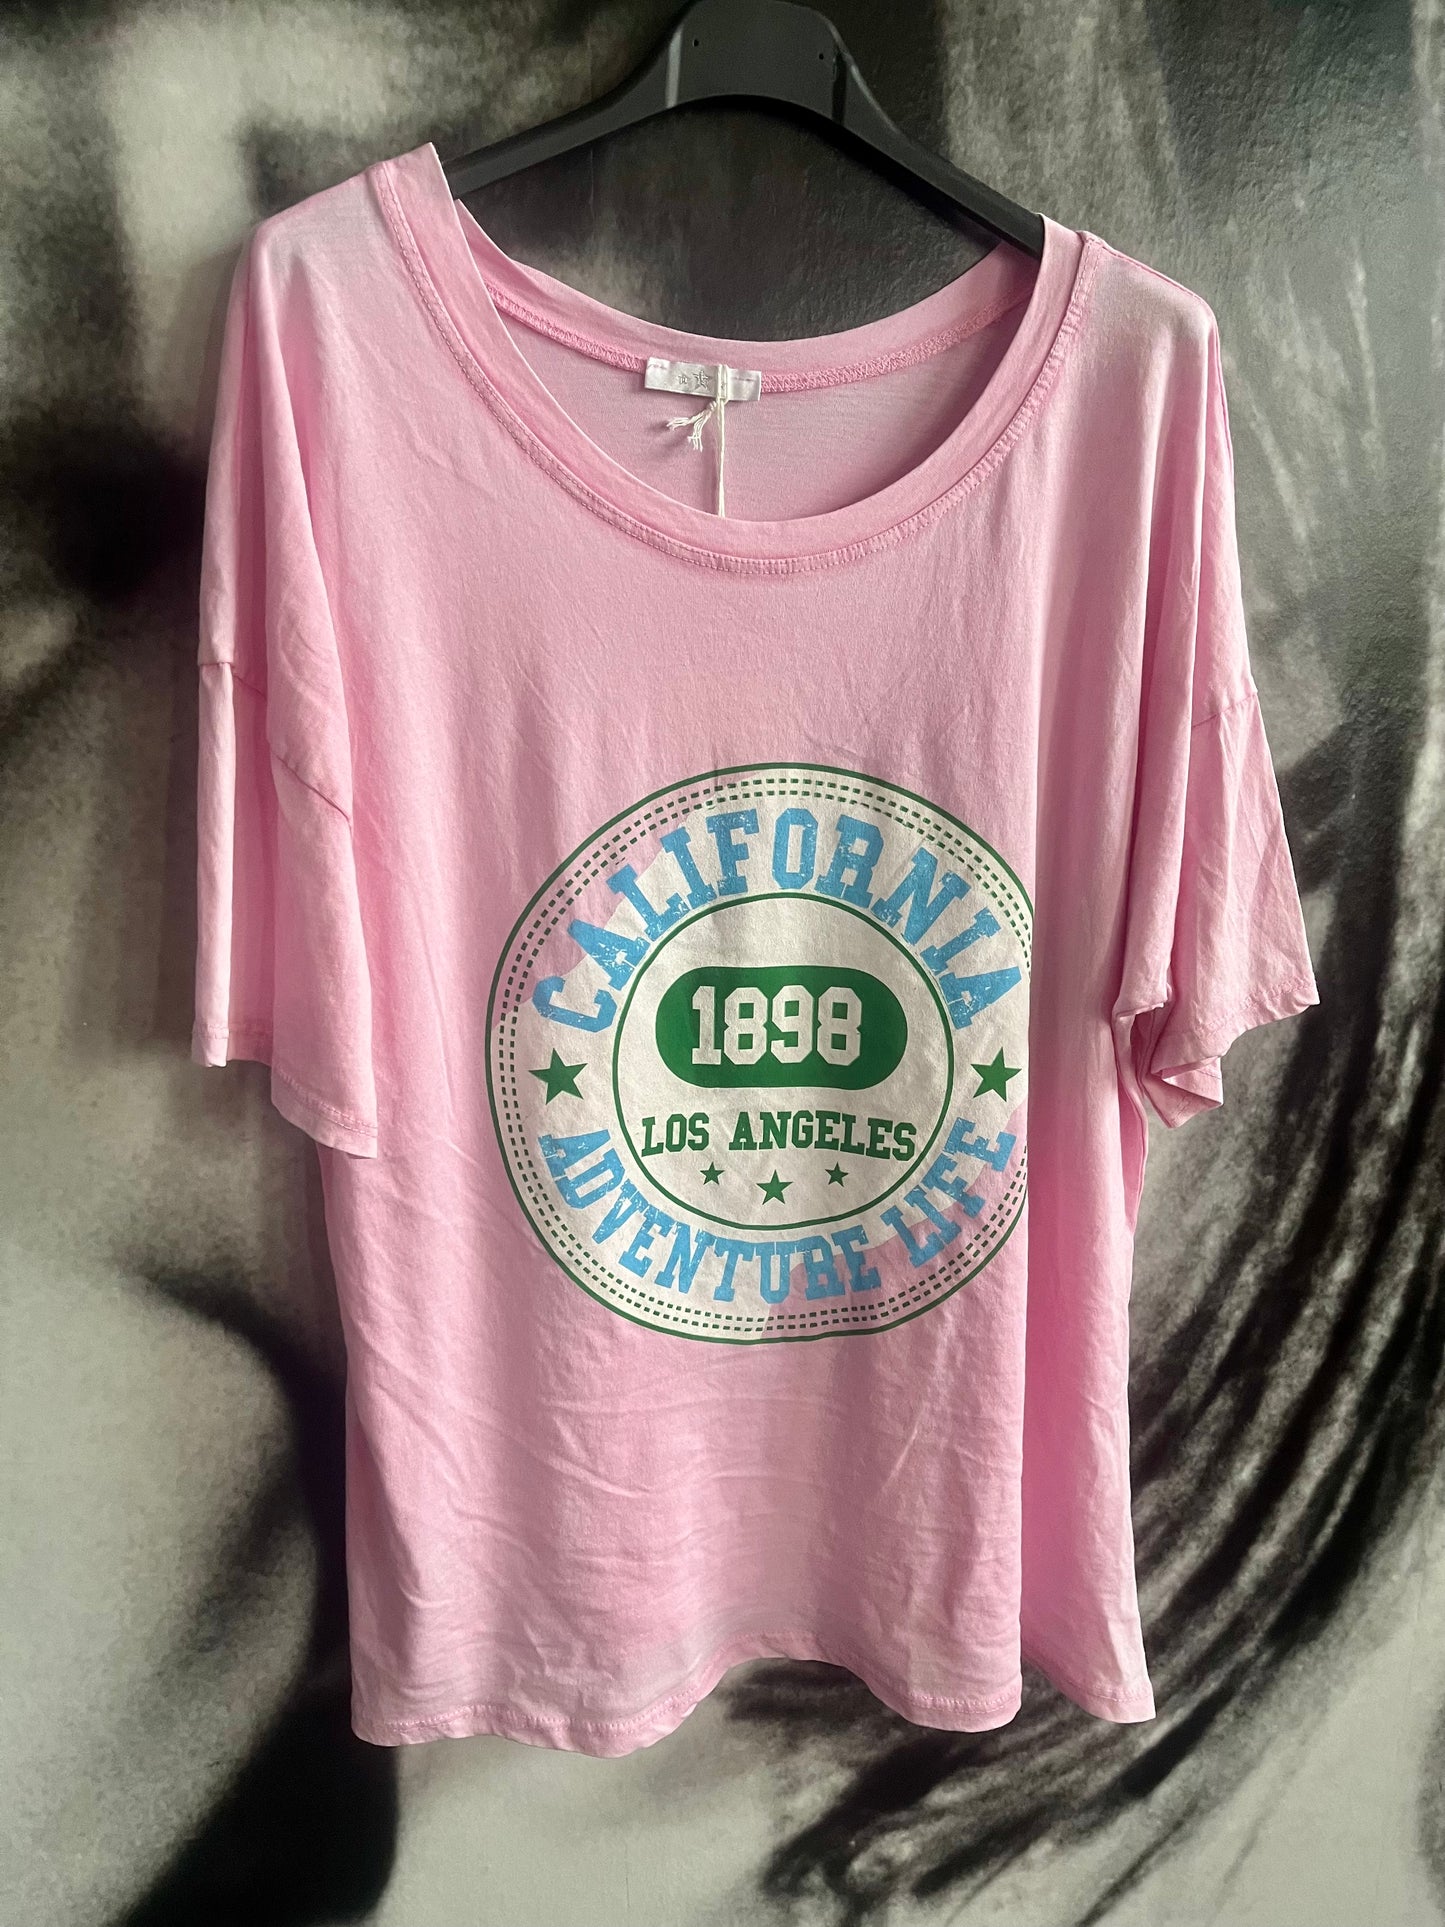 CALIFORNIA
1898
LOS ANGELES
ADVENTURE LIFE